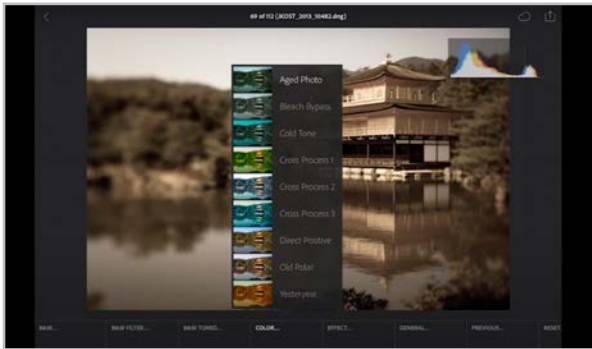 69 of 112 (JKOST_2013_10482.dng)
Aged Photo
Bleach Bypass
Cold Tone
Cross Process 1
Cross Process 2
Cross Process 3
Direct Positive
Old Polar
Yesteryear
B&W... B&W FILTER... B&W TONED... COLOR... EFFECT... GENERAL... PREVIOUS... RESET